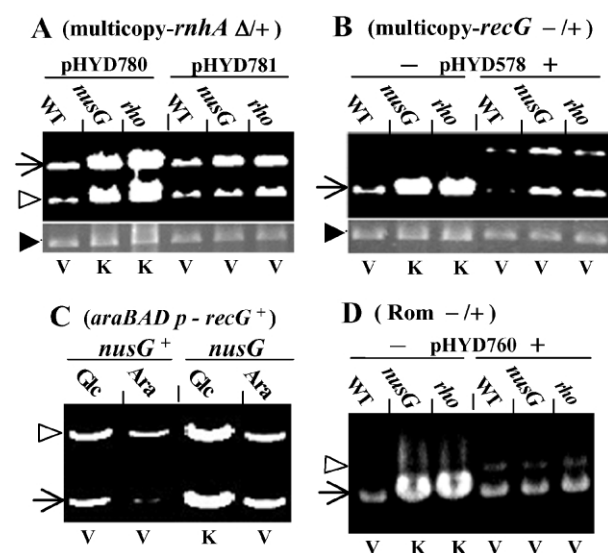 A (multicopy-rnhA Δ/+)
pHYD780 pHYD781
WT nusG rho WT nusG rho
V K K V V V
B (multicopy-recG −/+)
− pHYD578 +
WT nusG rho WT nusG rho
V K K V V V
C (araBAD p - recG +)
nusG + nusG
Glc Ara Glc Ara
V V K V
D ( Rom −/+)
− pHYD760 +
WT nusG rho WT nusG rho
V K K V V V